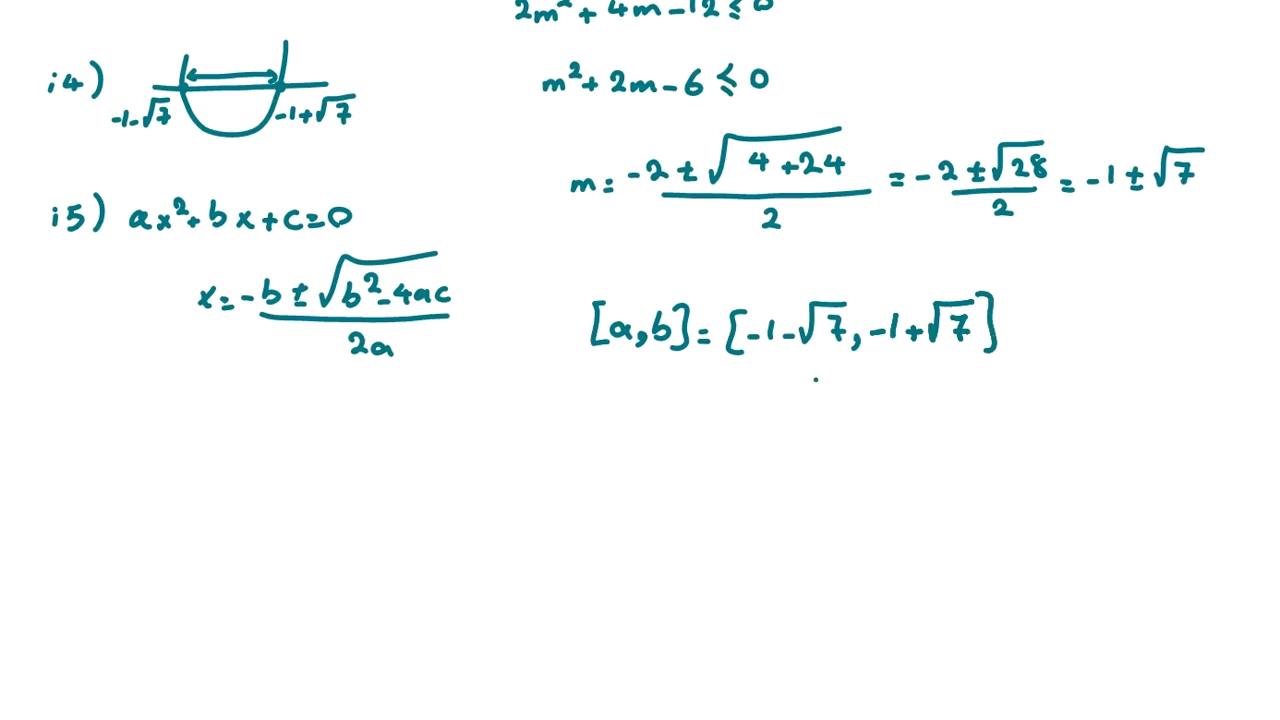 2m² + 4m - 12 ≤ 0
i4)
-1-√7 -1+√7
m² + 2m - 6 ≤ 0
m = (-2 ± √(4+24))/2 = (-2 ± √28)/2 = -1 ± √7
i5) ax² + bx + c = 0
x = (-b ± √(b²-4ac))/2a
[a,b] = [-1-√7, -1+√7]